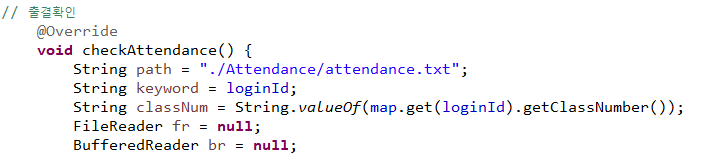 // 출결확인
@Override
void checkAttendance() {
String path = "./Attendance/attendance.txt";
String keyword = loginId;
String classNum = String.valueOf(map.get(loginId).getClassNumber());
FileReader fr = null;
BufferedReader br = null;